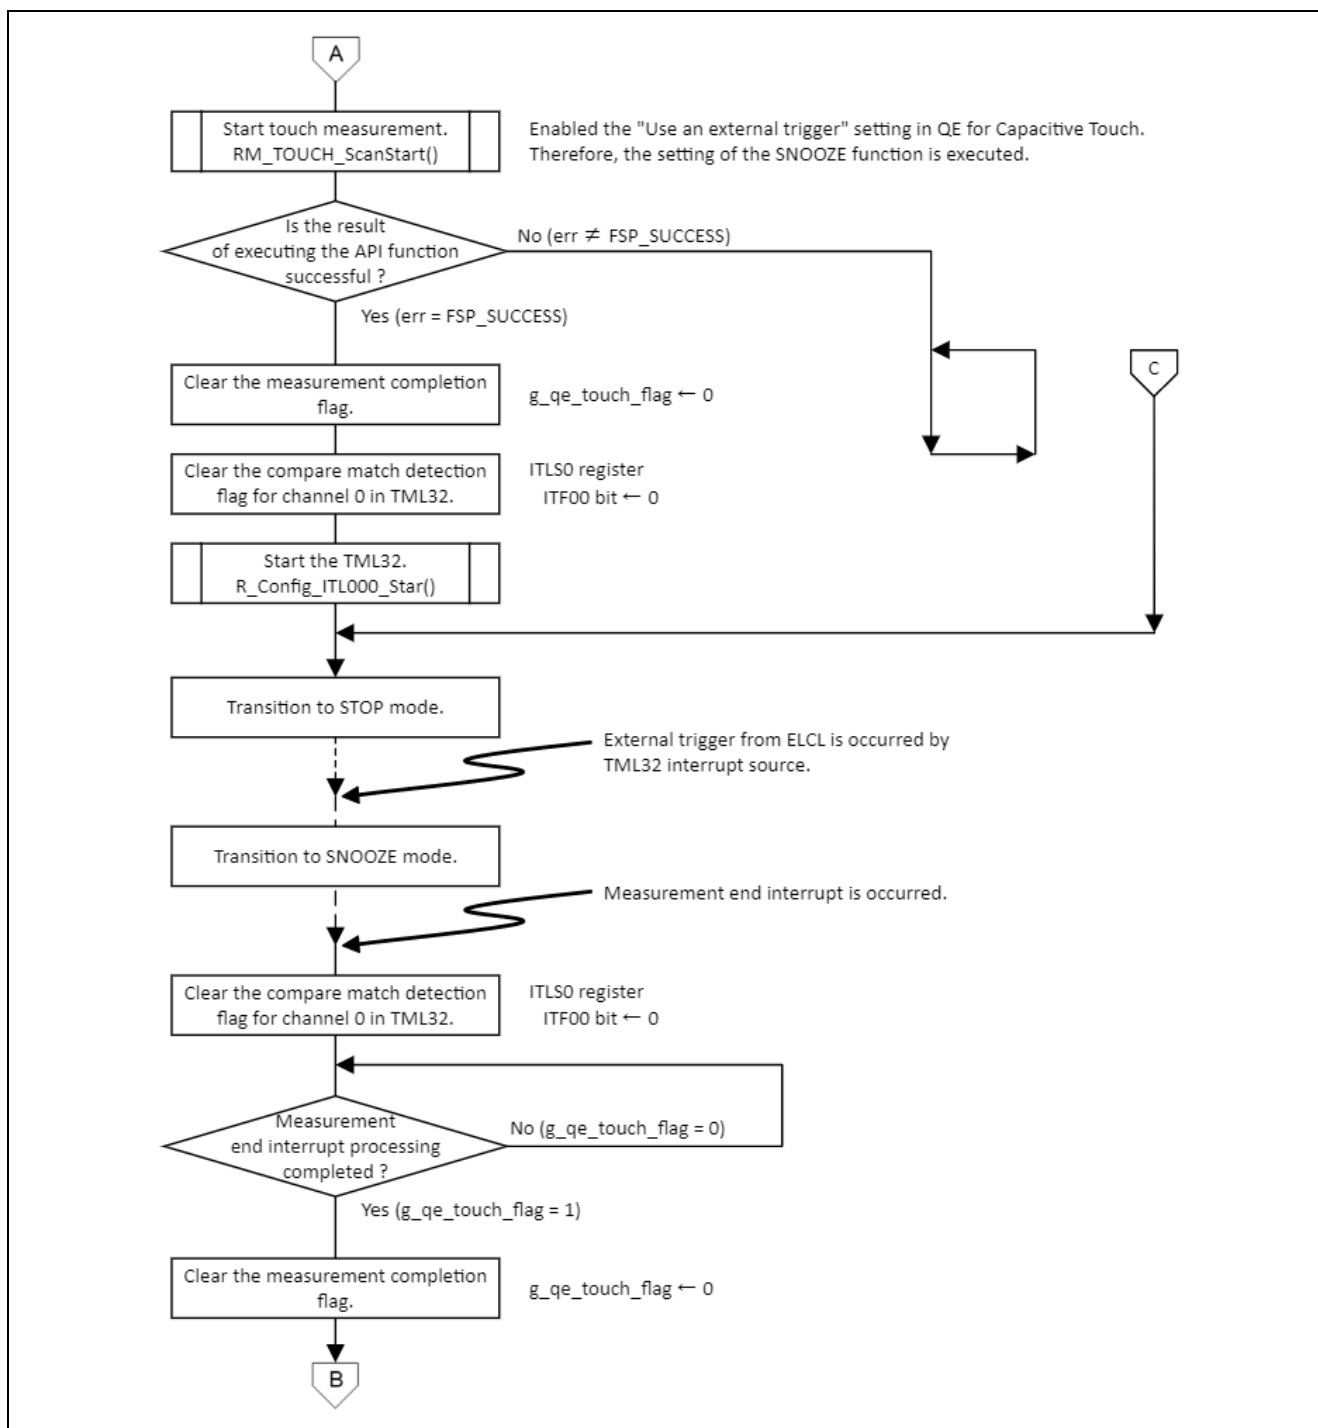 A
Start touch measurement.
RM_TOUCH_ScanStart()
Enabled the "Use an external trigger" setting in QE for Capacitive Touch.
Therefore, the setting of the SNOOZE function is executed.
Is the result
of executing the API function
successful ?
No (err ≠ FSP_SUCCESS)
Yes (err = FSP_SUCCESS)
Clear the measurement completion
flag.
g_qe_touch_flag ← 0
C
Clear the compare match detection
flag for channel 0 in TML32.
ITLS0 register
ITF00 bit ← 0
Start the TML32.
R_Config_ITL000_Star()
Transition to STOP mode.
External trigger from ELCL is occurred by
TML32 interrupt source.
Transition to SNOOZE mode.
Measurement end interrupt is occurred.
Clear the compare match detection
flag for channel 0 in TML32.
ITLS0 register
ITF00 bit ← 0
Measurement
end interrupt processing
completed ?
No (g_qe_touch_flag = 0)
Yes (g_qe_touch_flag = 1)
Clear the measurement completion
flag.
g_qe_touch_flag ← 0
B